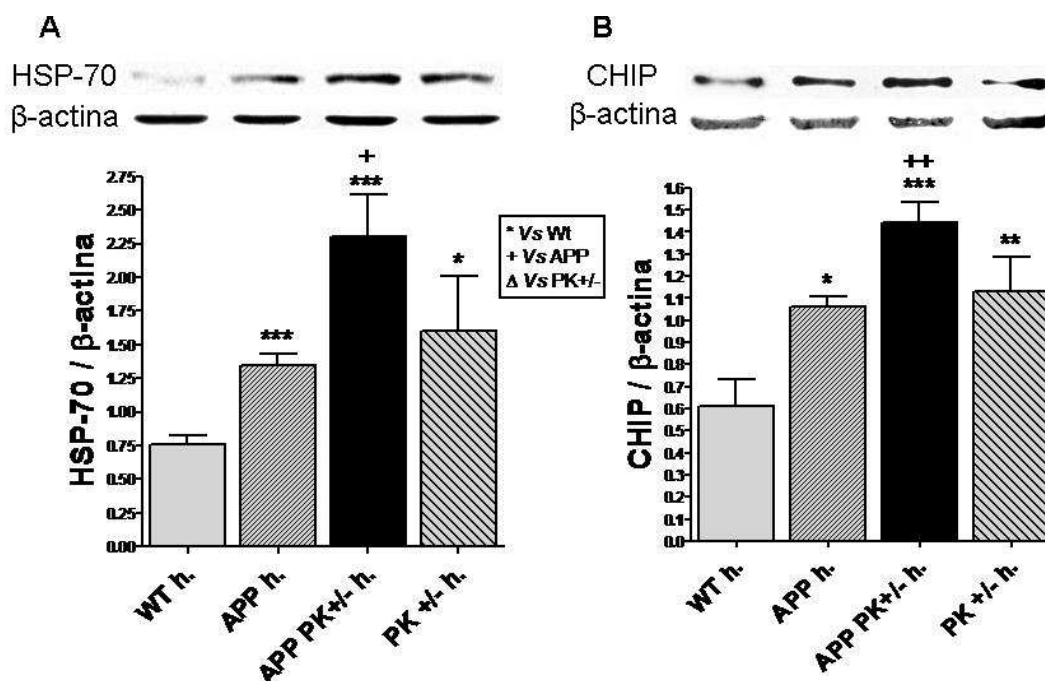 A
HSP-70
β-actina
+
***
***
*
2.75
2.50
2.25
2.00
1.75
1.50
1.25
1.00
0.75
0.50
0.25
0.00
HSP-70 / β-actina
WT h.
APP h.
APP PK+/- h.
PK +/- h.
* Vs Wt
+ Vs APP
Δ Vs PK+/-
B
CHIP
β-actina
++
***
*
**
1.6
1.5
1.4
1.3
1.2
1.1
1.0
0.9
0.8
0.7
0.6
0.5
0.4
0.3
0.2
0.1
0.0
CHIP / β-actina
WT h.
APP h.
APP PK+/- h.
PK +/- h.